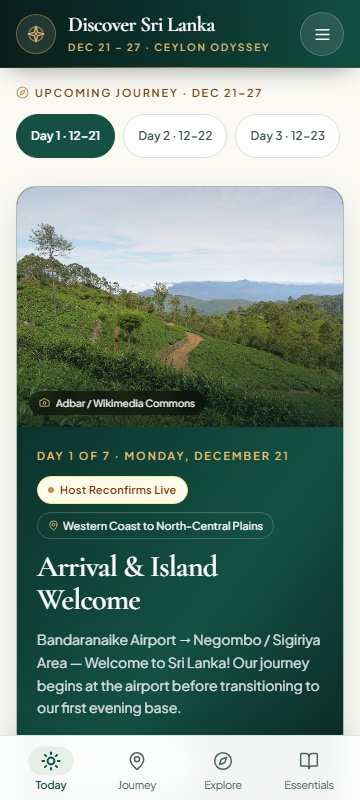 Discover Sri Lanka
DEC 21 – 27 · CEYLON ODYSSEY
UPCOMING JOURNEY · DEC 21–27
Day 1 · 12–21
Day 2 · 12–22
Day 3 · 12–23
Adbar / Wikimedia Commons
DAY 1 OF 7 · MONDAY, DECEMBER 21
Host Reconfirms Live
Western Coast to North-Central Plains
Arrival & Island
Welcome
Bandaranaike Airport → Negombo / Sigiriya
Area — Welcome to Sri Lanka! Our journey
begins at the airport before transitioning to
our first evening base.
Today
Journey
Explore
Essentials